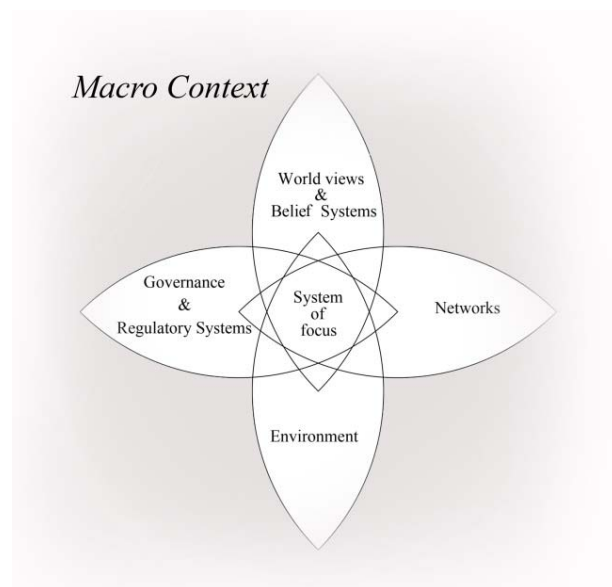 Macro Context
World views
&
Belief Systems
Governance
&
Regulatory Systems
System
of
focus
Networks
Environment